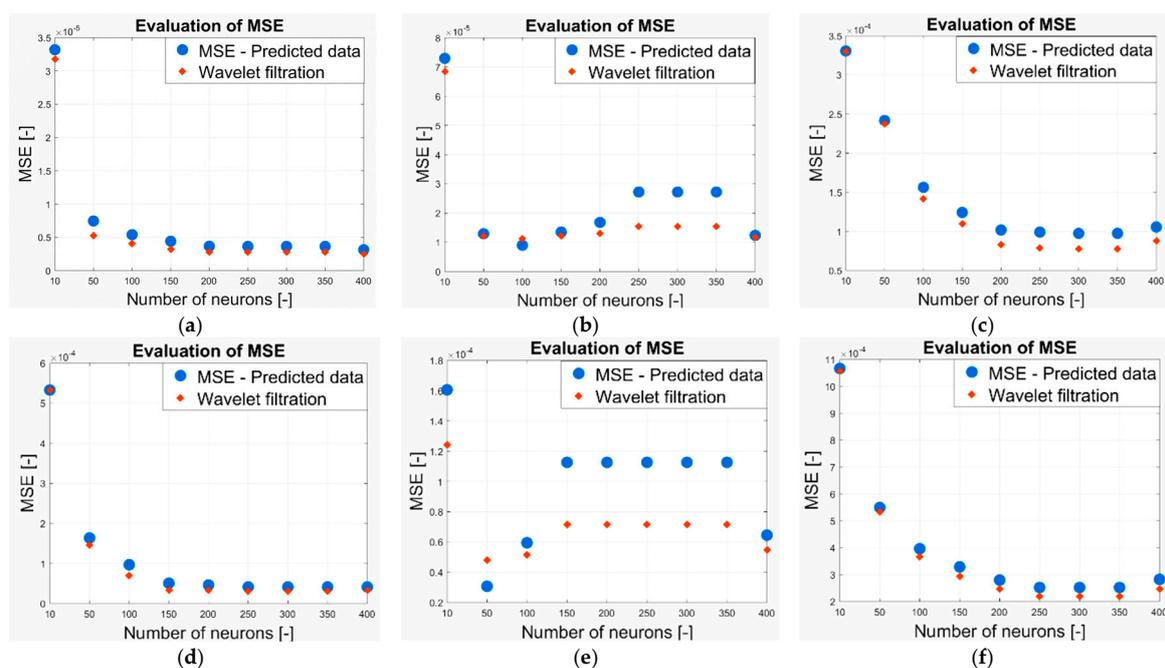 Evaluation of MSE
×10-5
3.5
3
2.5
2
1.5
1
0.5
0
MSE [-]
MSE - Predicted data
Wavelet filtration
10 50 100 150 200 250 300 350 400
Number of neurons [-]
(a)
Evaluation of MSE
×10-5
8
7
6
5
4
3
2
1
0
MSE [-]
MSE - Predicted data
Wavelet filtration
10 50 100 150 200 250 300 350 400
Number of neurons [-]
(b)
Evaluation of MSE
×10-4
3.5
3
2.5
2
1.5
1
0.5
MSE [-]
MSE - Predicted data
Wavelet filtration
10 50 100 150 200 250 300 350 400
Number of neurons [-]
(c)
Evaluation of MSE
×10-4
6
5
4
3
2
1
0
MSE [-]
MSE - Predicted data
Wavelet filtration
10 50 100 150 200 250 300 350 400
Number of neurons [-]
(d)
Evaluation of MSE
×10-4
1.8
1.6
1.4
1.2
1
0.8
0.6
0.4
0.2
MSE [-]
MSE - Predicted data
Wavelet filtration
10 50 100 150 200 250 300 350 400
Number of neurons [-]
(e)
Evaluation of MSE
×10-4
11
10
9
8
7
6
5
4
3
2
MSE [-]
MSE - Predicted data
Wavelet filtration
10 50 100 150 200 250 300 350 400
Number of neurons [-]
(f)